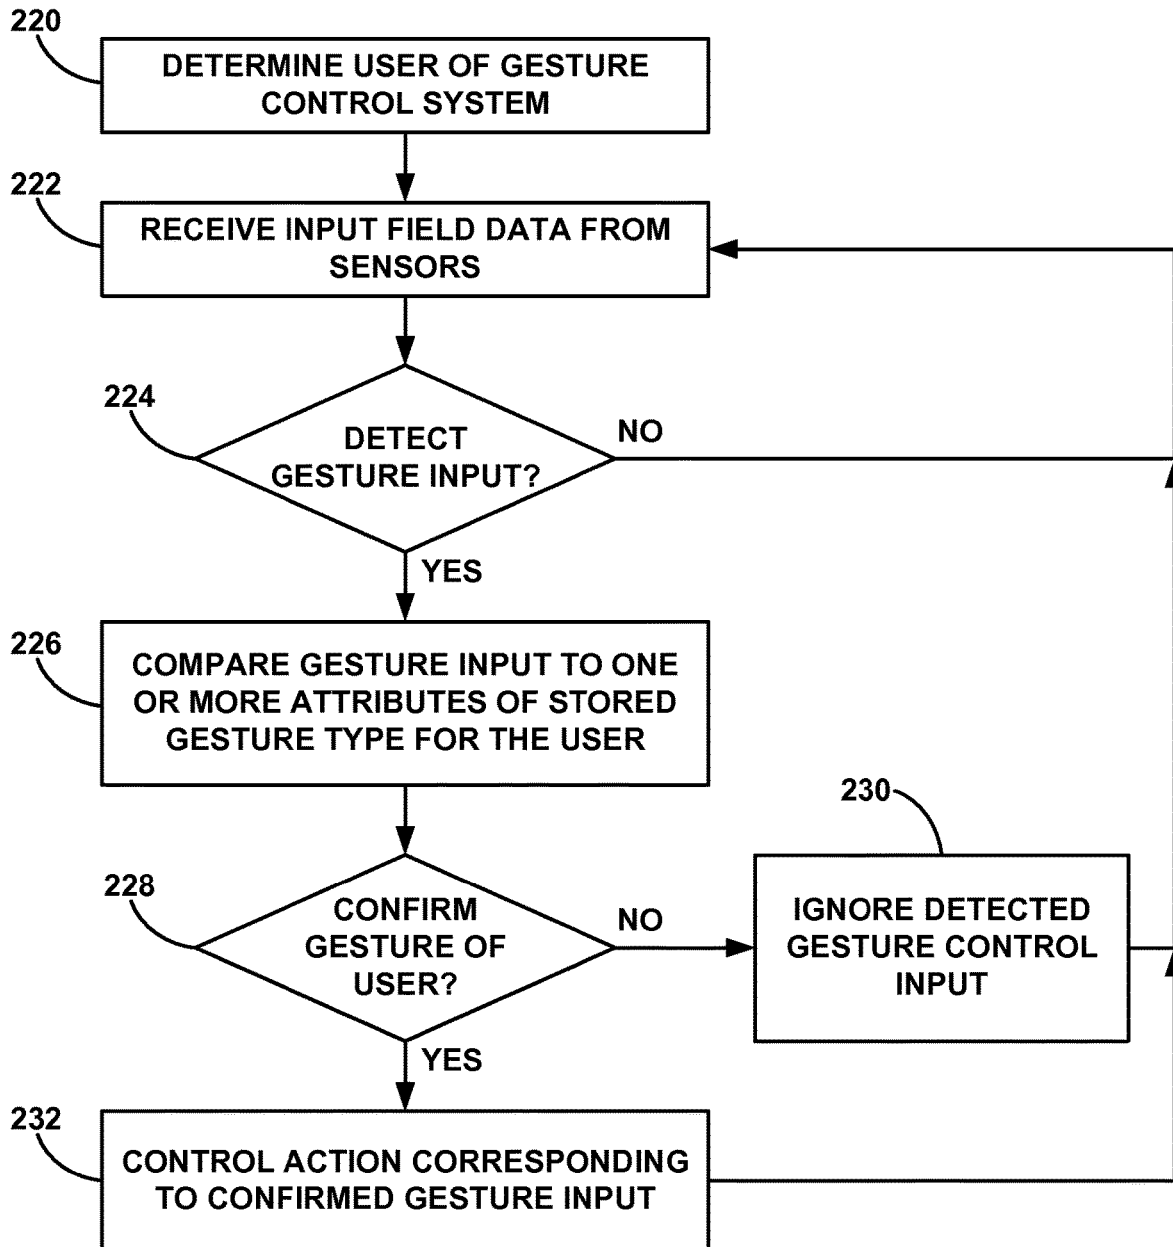 220
DETERMINE USER OF GESTURE
CONTROL SYSTEM
222
RECEIVE INPUT FIELD DATA FROM
SENSORS
224
DETECT
GESTURE INPUT?
NO
YES
226
COMPARE GESTURE INPUT TO ONE
OR MORE ATTRIBUTES OF STORED
GESTURE TYPE FOR THE USER
228
CONFIRM
GESTURE OF
USER?
NO
230
IGNORE DETECTED
GESTURE CONTROL
INPUT
YES
232
CONTROL ACTION CORRESPONDING
TO CONFIRMED GESTURE INPUT